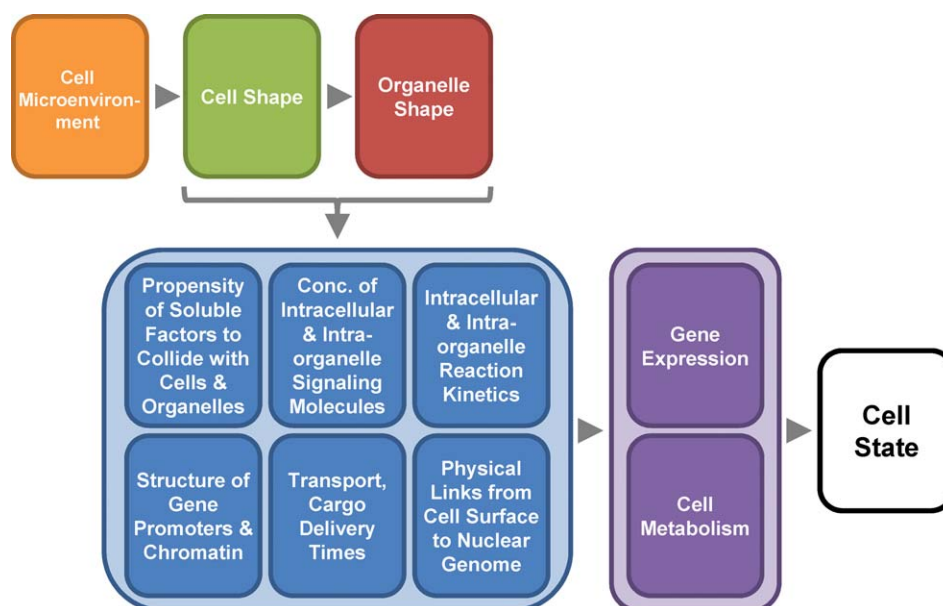 Cell
Microenviron-
ment
Cell Shape
Organelle
Shape
Propensity
of Soluble
Factors to
Collide with
Cells &
Organelles
Conc. of
Intracellular
& Intra-
organelle
Signaling
Molecules
Intracellular
& Intra-
organelle
Reaction
Kinetics
Structure of
Gene
Promoters &
Chromatin
Transport,
Cargo
Delivery
Times
Physical
Links from
Cell Surface
to Nuclear
Genome
Gene
Expression
Cell
Metabolism
Cell
State